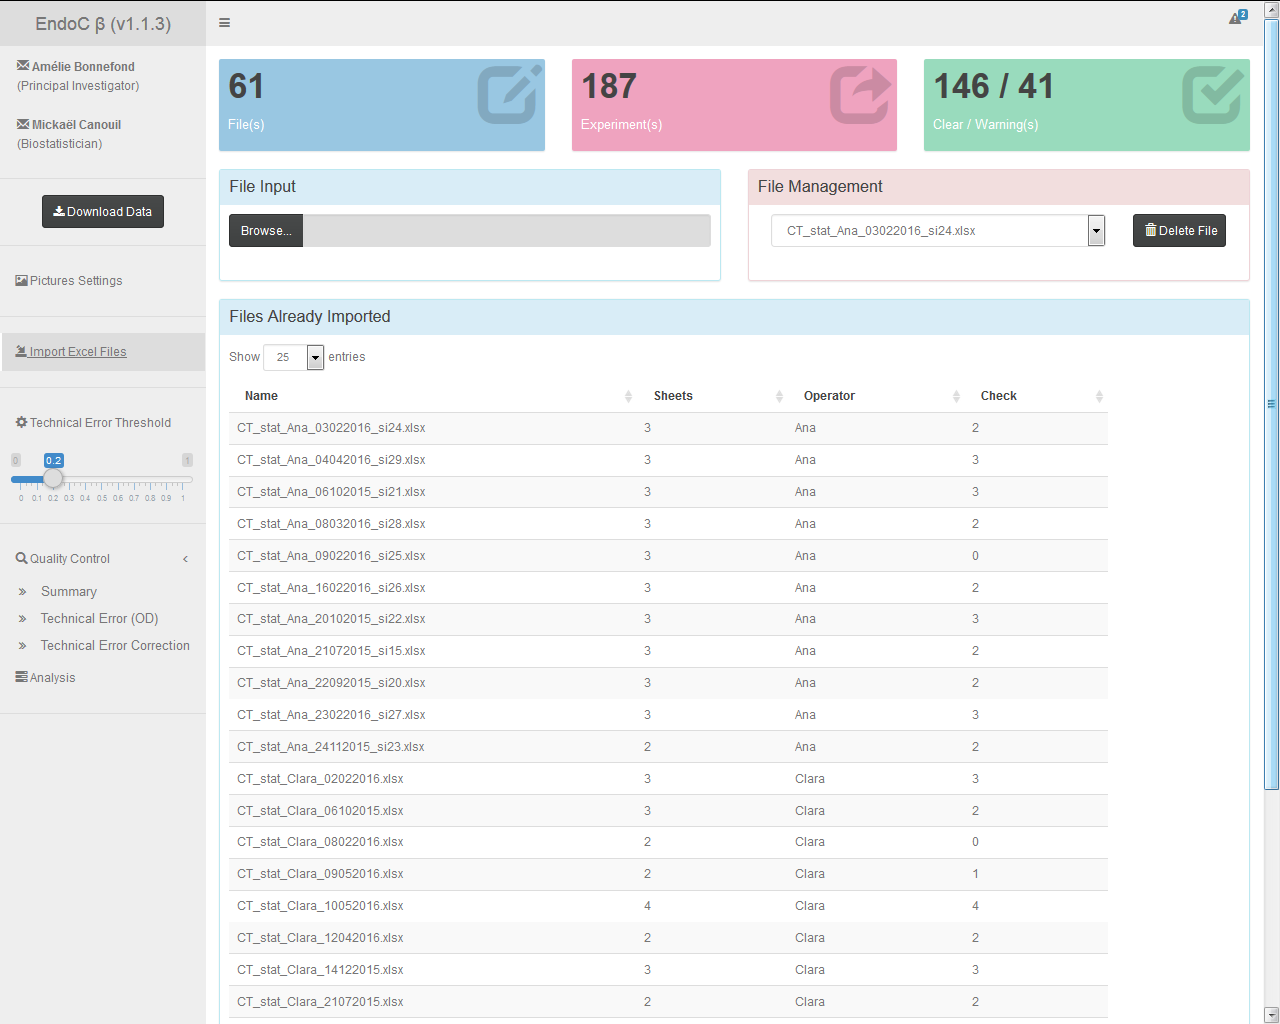 EndoC β (v1.1.3)
2
Amélie Bonnefond
(Principal Investigator)
Mickaël Canouil
(Biostatistician)
Download Data
Pictures Settings
Import Excel Files
Technical Error Threshold
0 0.2 1
0 0.1 0.2 0.3 0.4 0.5 0.6 0.7 0.8 0.9 1
Quality Control
Summary
Technical Error (OD)
Technical Error Correction
Analysis
61
File(s)
187
Experiment(s)
146 / 41
Clear / Warning(s)
File Input
Browse...
File Management
CT_stat_Ana_03022016_si24.xlsx
Delete File
Files Already Imported
Show 25 entries
Name Sheets Operator Check
CT_stat_Ana_03022016_si24.xlsx 3 Ana 2
CT_stat_Ana_04042016_si29.xlsx 3 Ana 3
CT_stat_Ana_06102015_si21.xlsx 3 Ana 3
CT_stat_Ana_08032016_si28.xlsx 3 Ana 2
CT_stat_Ana_09022016_si25.xlsx 3 Ana 0
CT_stat_Ana_16022016_si26.xlsx 3 Ana 2
CT_stat_Ana_20102015_si22.xlsx 3 Ana 3
CT_stat_Ana_21072015_si15.xlsx 3 Ana 2
CT_stat_Ana_22092015_si20.xlsx 3 Ana 2
CT_stat_Ana_23022016_si27.xlsx 3 Ana 3
CT_stat_Ana_24112015_si23.xlsx 2 Ana 2
CT_stat_Clara_02022016.xlsx 3 Clara 3
CT_stat_Clara_06102015.xlsx 3 Clara 2
CT_stat_Clara_08022016.xlsx 2 Clara 0
CT_stat_Clara_09052016.xlsx 2 Clara 1
CT_stat_Clara_10052016.xlsx 4 Clara 4
CT_stat_Clara_12042016.xlsx 2 Clara 2
CT_stat_Clara_14122015.xlsx 3 Clara 3
CT_stat_Clara_21072015.xlsx 2 Clara 2